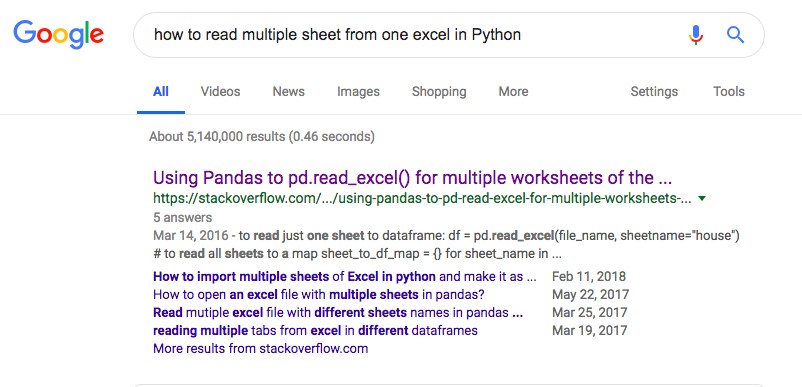 Google
how to read multiple sheet from one excel in Python
All Videos News Images Shopping More Settings Tools
About 5,140,000 results (0.46 seconds)
Using Pandas to pd.read_excel() for multiple worksheets of the ...
https://stackoverflow.com/.../using-pandas-to-pd-read-excel-for-multiple-worksheets-...
5 answers
Mar 14, 2016 - to read just one sheet to dataframe: df = pd.read_excel(file_name, sheetname="house")
# to read all sheets to a map sheet_to_df_map = {} for sheet_name in ...
How to import multiple sheets of Excel in python and make it as ... Feb 11, 2018
How to open an excel file with multiple sheets in pandas? May 22, 2017
Read mutiple excel file with different sheets names in pandas ... Mar 25, 2017
reading multiple tabs from excel in different dataframes Mar 19, 2017
More results from stackoverflow.com